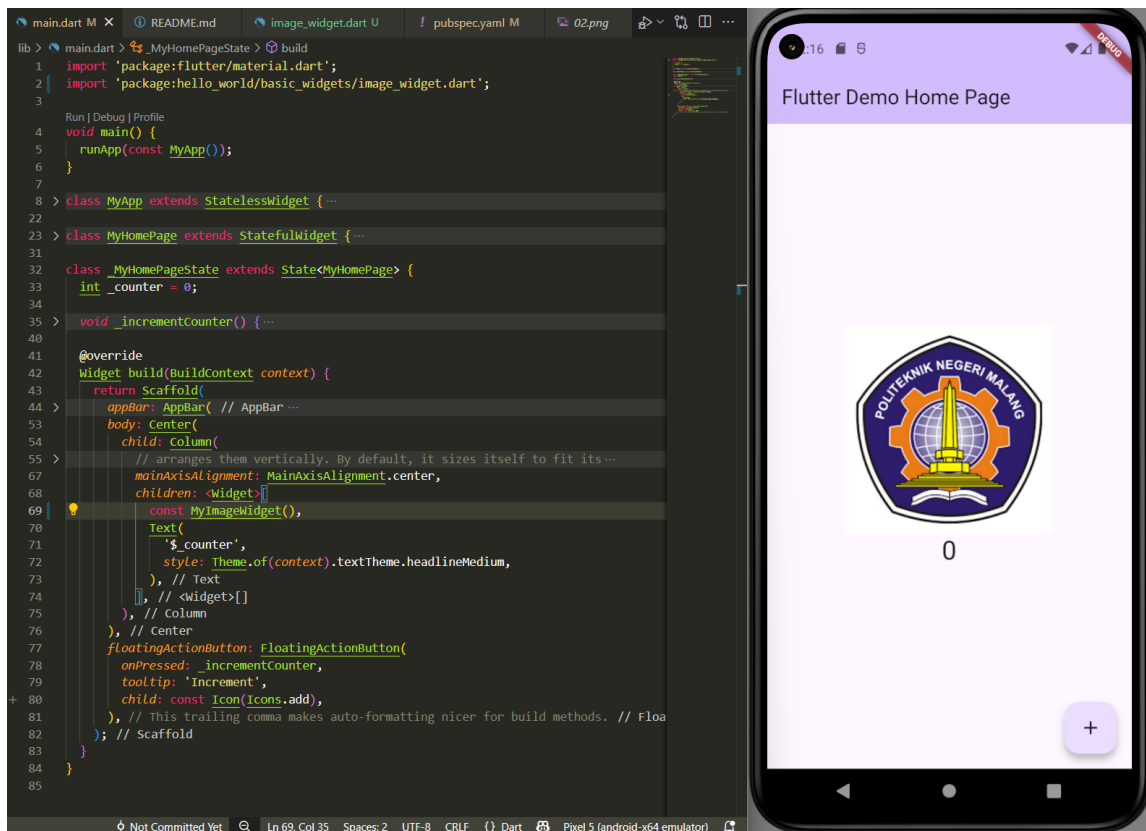 main.dart M
README.md
image_widget.dart U
! pubspec.yaml M
02.png
lib > main.dart > _MyHomePageState > build
1 import 'package:flutter/material.dart';
2 import 'package:hello_world/basic_widgets/image_widget.dart';
3
Run | Debug | Profile
4 void main() {
5 runApp(const MyApp());
6 }
7
8 > class MyApp extends StatelessWidget { ...
22
23 > class MyHomePage extends StatefulWidget { ...
31
32 class _MyHomePageState extends State<MyHomePage> {
33 int _counter = 0;
34
35 > void _incrementCounter() { ...
40
41 @override
42 Widget build(BuildContext context) {
43 return Scaffold(
44 > appBar: AppBar( // AppBar ...
53 body: Center(
54 child: Column(
55 > // arranges them vertically. By default, it sizes itself to fit its ...
67 mainAxisAlignment: MainAxisAlignment.center,
68 children: <Widget>[
69 const MyImageWidget(),
70 Text(
71 '$_counter',
72 style: Theme.of(context).textTheme.headlineMedium,
73 ), // Text
74 ], // <Widget>[]
75 ), // Column
76 ), // Center
77 floatingActionButton: FloatingActionButton(
78 onPressed: _incrementCounter,
79 tooltip: 'Increment',
80 child: const Icon(Icons.add),
81 ), // This trailing comma makes auto-formatting nicer for build methods. // Floa
82 ); // Scaffold
83 }
84 }
85
Not Committed Yet Ln 69, Col 35 Spaces: 2 UTF-8 CRLF {} Dart Pixel 5 (android-x64 emulator)
:16
DEBUG
Flutter Demo Home Page
POLITEKNIK NEGERI MALANG
0
+